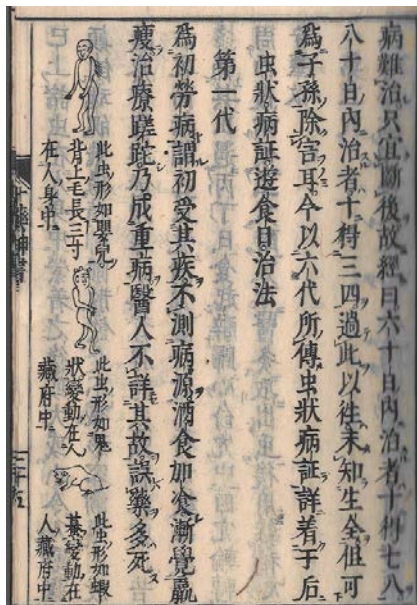 病難治只宜斷後故經曰六十日內治者十得七八
八十日內治者十得三四過此以往未知生全但可
為子孫除害耳今以六代所傳虫狀病証詳着于后
虫狀病証遊食日治法
第一代
為初勞病謂初受其疾不測病源酒食加飡漸覺羸
瘦治療蹉跎乃成重病醫人不詳其故誤藥多死
此虫形如嬰兒
背上毛長三寸
在人身中
此虫形如鬼
狀變動在人
藏府中
此虫形如蝦
蟇變動在
人藏府中